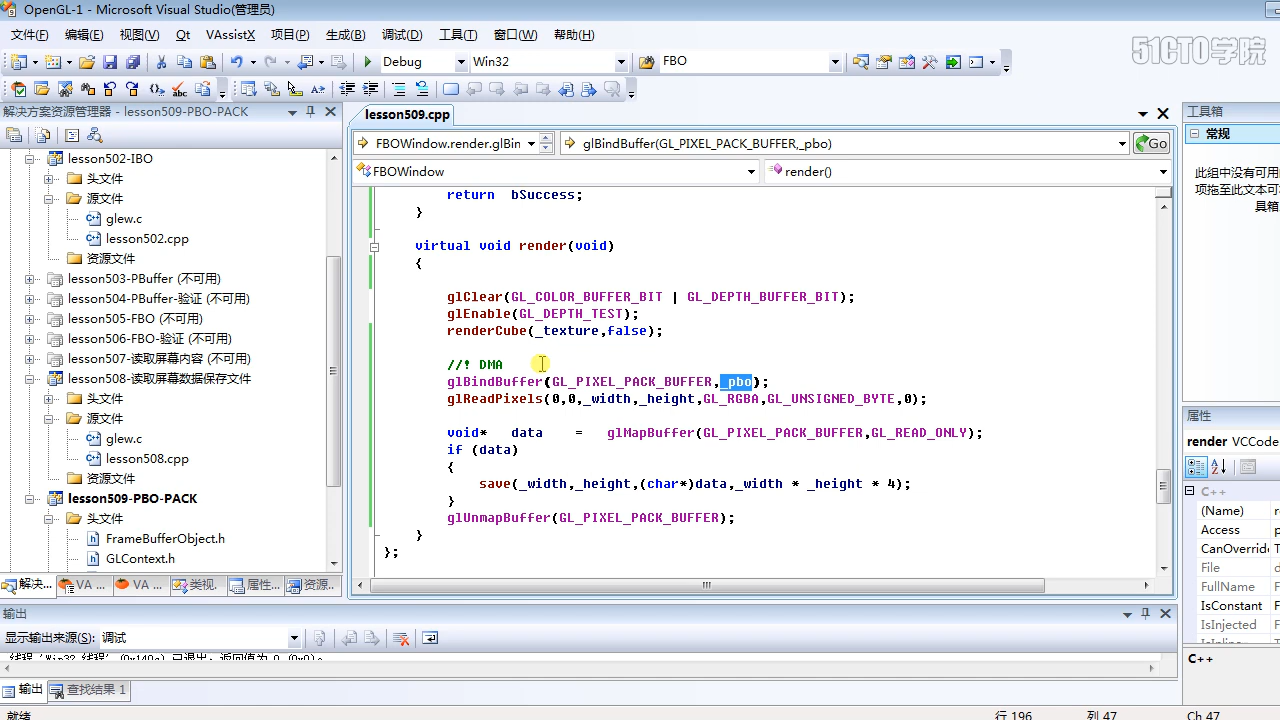 OpenGL-1 - Microsoft Visual Studio(管理员)
文件(F) 编辑(E) 视图(V) Qt VAssistX 项目(P) 生成(B) 调试(D) 工具(T) 窗口(W) 帮助(H)
51CTO学院
Debug Win32 FBO
解决方案资源管理器 - lesson509-PBO-PACK
lesson502-IBO
头文件
源文件
glew.c
lesson502.cpp
资源文件
lesson503-PBuffer (不可用)
lesson504-PBuffer-验证 (不可用)
lesson505-FBO (不可用)
lesson506-FBO-验证 (不可用)
lesson507-读取屏幕内容 (不可用)
lesson508-读取屏幕数据保存文件
头文件
源文件
glew.c
lesson508.cpp
资源文件
lesson509-PBO-PACK
头文件
FrameBufferObject.h
GLContext.h
解决... VA ... VA ... 类视... 属性... 资源...
lesson509.cpp
FBOWindow.render.glBin
glBindBuffer(GL_PIXEL_PACK_BUFFER,_pbo)
Go
FBOWindow
render()
return bSuccess;
}
virtual void render(void)
{
glClear(GL_COLOR_BUFFER_BIT | GL_DEPTH_BUFFER_BIT);
glEnable(GL_DEPTH_TEST);
renderCube(_texture,false);
//! DMA
glBindBuffer(GL_PIXEL_PACK_BUFFER,_pbo);
glReadPixels(0,0,_width,_height,GL_RGBA,GL_UNSIGNED_BYTE,0);
void* data = glMapBuffer(GL_PIXEL_PACK_BUFFER,GL_READ_ONLY);
if (data)
{
save(_width,_height,(char*)data,_width * _height * 4);
}
glUnmapBuffer(GL_PIXEL_PACK_BUFFER);
}
};
工具箱
常规
此组中没有可用
项拖至此文本可
具箱
属性
render VCCode
C++
(Name)
Access
CanOverrid
File
FullName
IsConstant
IsInjected
C++
输出
显示输出来源(S): 调试
输出 查找结果 1
就绪
行 196 列 47 Ch 47